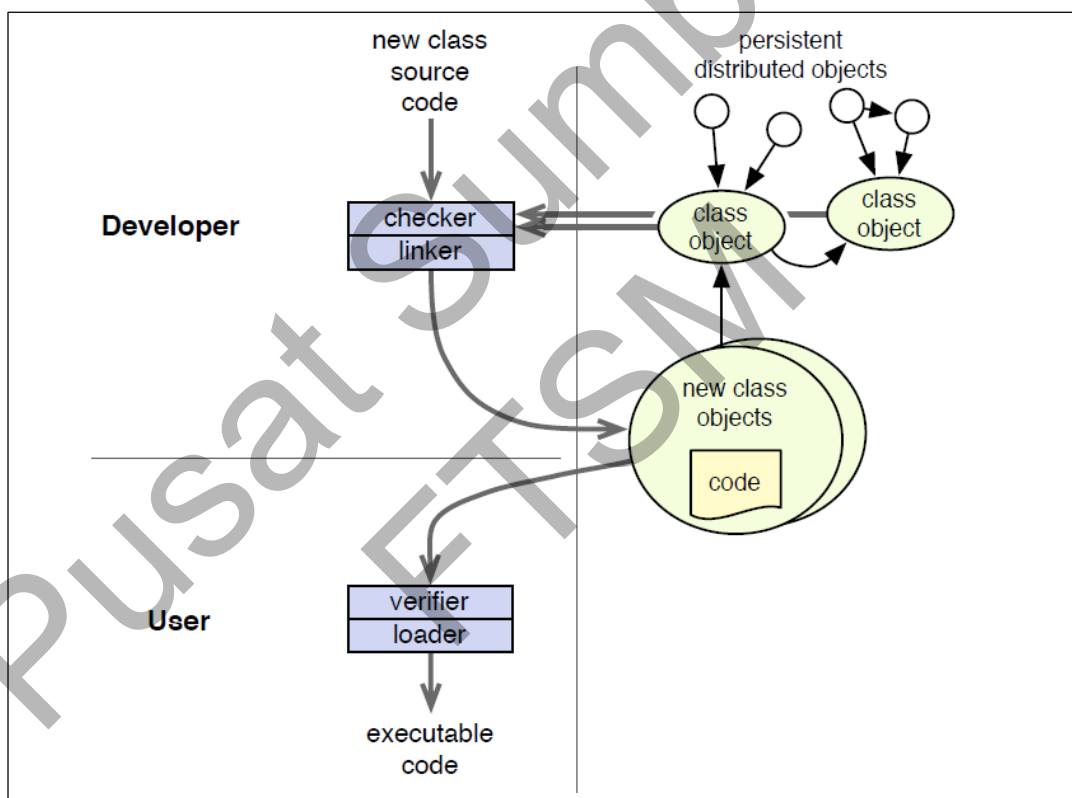 new class
source
code
persistent
distributed objects
Developer
checker
linker
class
object
class
object
new class
objects
code
User
verifier
loader
executable
code
Pusat Sumb
FTSM